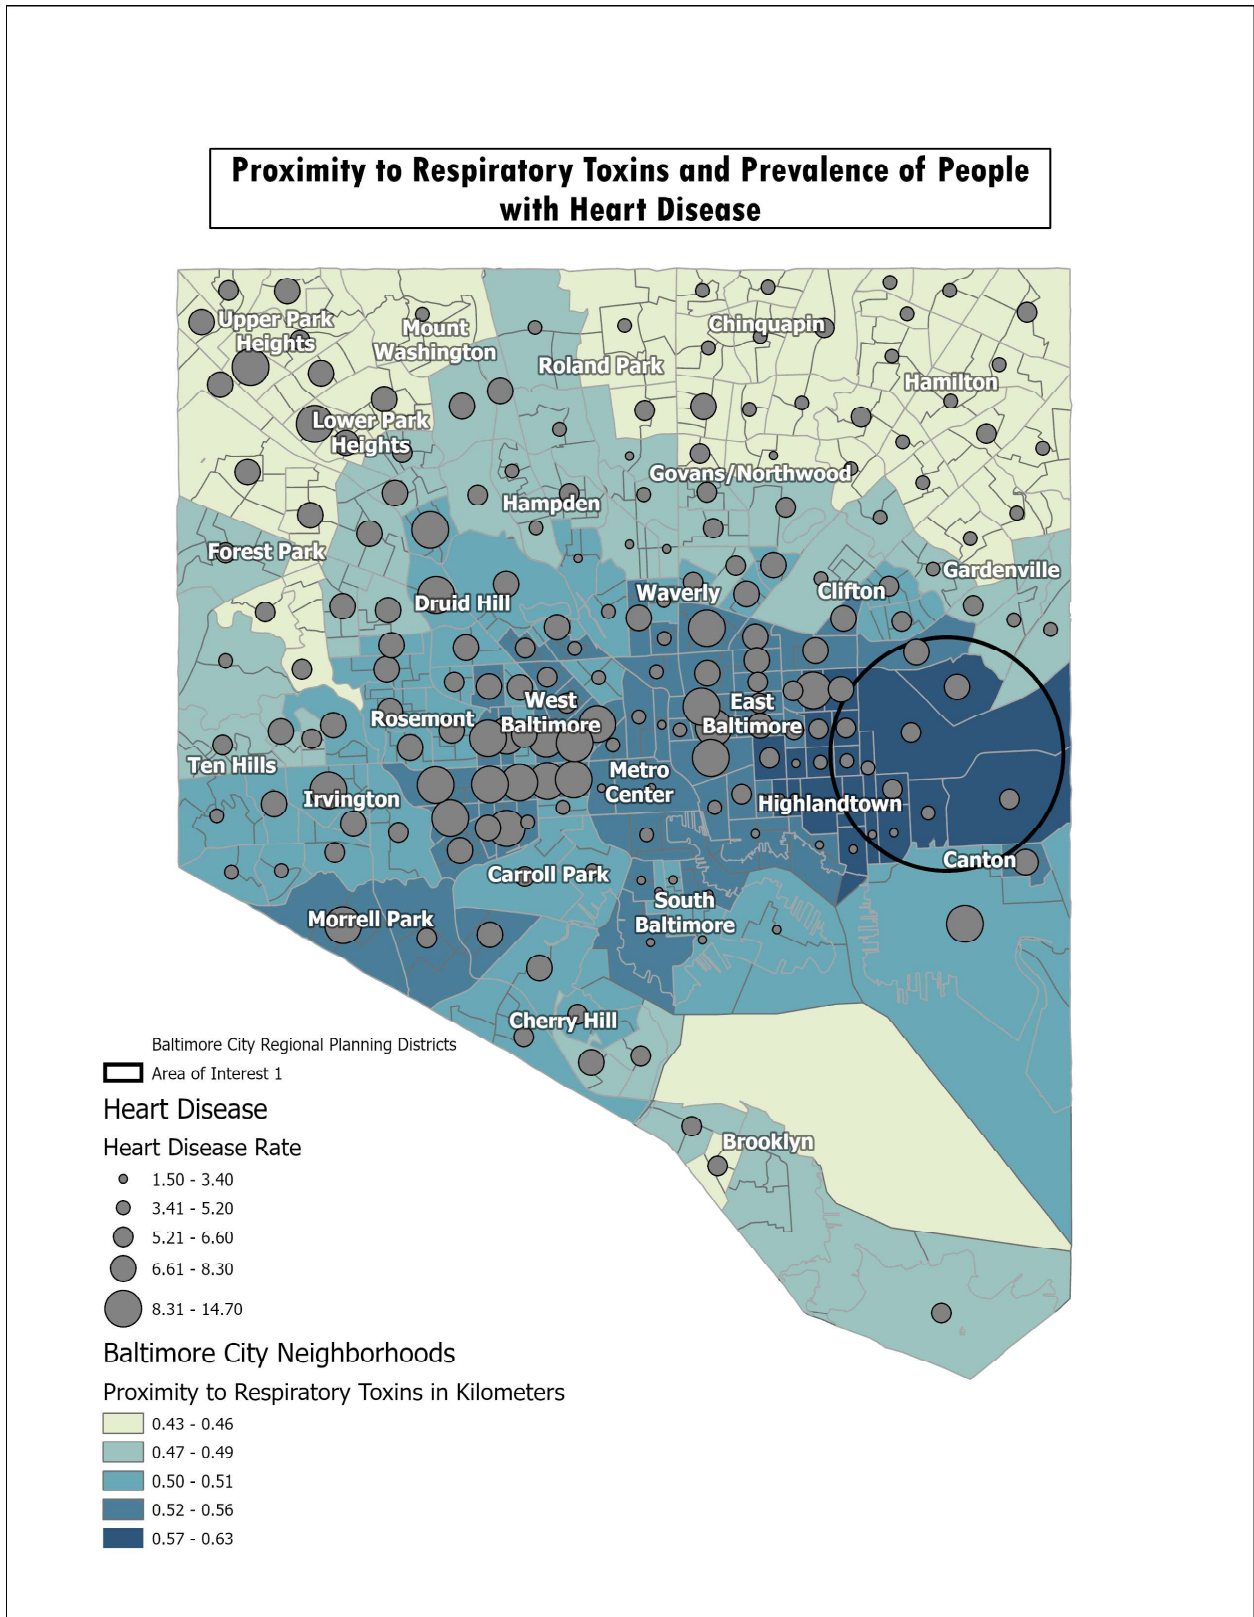 Proximity to Respiratory Toxins and Prevalence of People
with Heart Disease
Upper Park
Heights
Mount
Washington
Roland Park
Chinquapin
Hamilton
Lower Park
Heights
Govans/Northwood
Hampden
Forest Park
Gardenville
Druid Hill
Waverly
Clifton
West
Baltimore
East
Baltimore
Rosemont
Ten Hills
Metro
Center
Irvington
Highlandtown
Canton
Carroll Park
South
Baltimore
Morrell Park
Cherry Hill
Brooklyn
Baltimore City Regional Planning Districts
Area of Interest 1
Heart Disease
Heart Disease Rate
1.50 - 3.40
3.41 - 5.20
5.21 - 6.60
6.61 - 8.30
8.31 - 14.70
Baltimore City Neighborhoods
Proximity to Respiratory Toxins in Kilometers
0.43 - 0.46
0.47 - 0.49
0.50 - 0.51
0.52 - 0.56
0.57 - 0.63